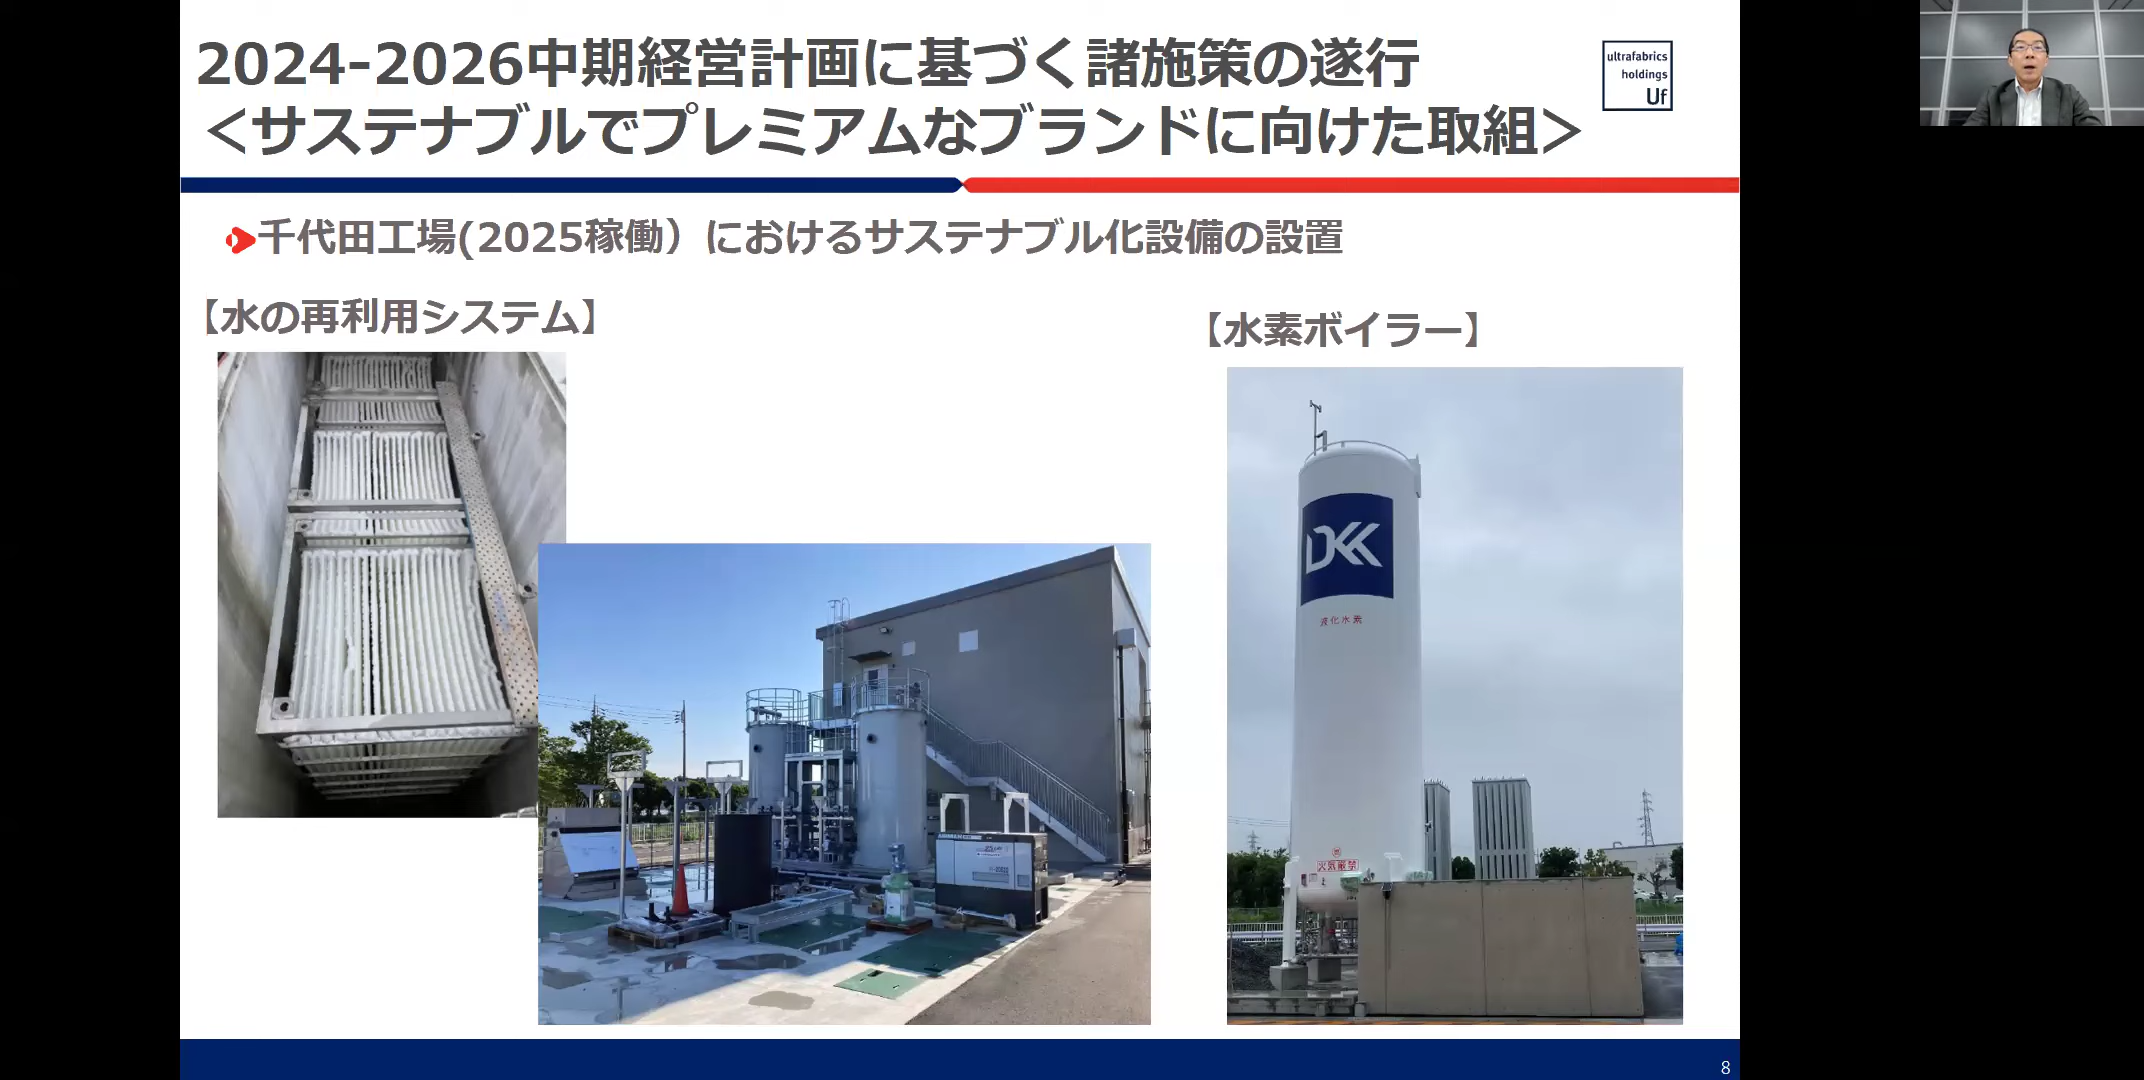 2024-2026中期経営計画に基づく諸施策の遂行
＜サステナブルでプレミアムなブランドに向けた取組＞
ultrafabrics
holdings
Uf
千代田工場(2025稼働）におけるサステナブル化設備の設置
【水の再利用システム】
【水素ボイラー】
DKK
液化水素
火気厳禁
8